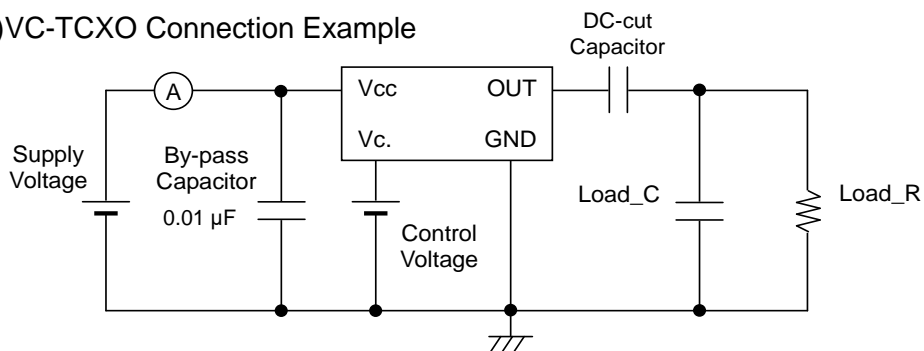 )VC-TCXO Connection Example
DC-cut
Capacitor
A
Vcc
OUT
Vc.
GND
Supply
Voltage
By-pass
Capacitor
0.01 µF
Control
Voltage
Load_C
Load_R